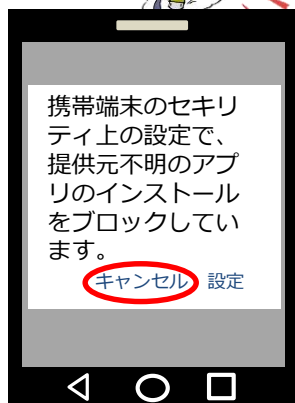 携帯端末のセキリ
ティ上の設定で、
提供元不明のアプ
リのインストール
をブロックしてい
ます。
キャンセル 設定